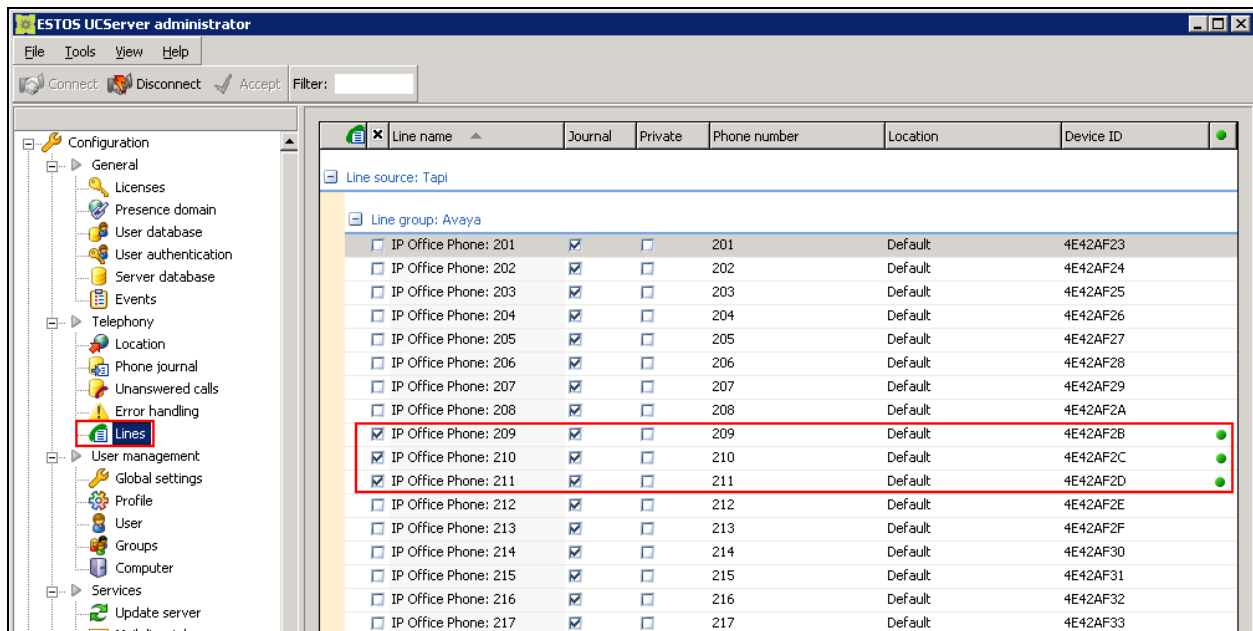 ESTOS UCServer administrator
File Tools View Help
Connect Disconnect Accept Filter:
Configuration
General
Licenses
Presence domain
User database
User authentication
Server database
Events
Telephony
Location
Phone journal
Unanswered calls
Error handling
Lines
User management
Global settings
Profile
User
Groups
Computer
Services
Update server
Line name Journal Private Phone number Location Device ID
Line source: Tapi
Line group: Avaya
IP Office Phone: 201 201 Default 4E42AF23
IP Office Phone: 202 202 Default 4E42AF24
IP Office Phone: 203 203 Default 4E42AF25
IP Office Phone: 204 204 Default 4E42AF26
IP Office Phone: 205 205 Default 4E42AF27
IP Office Phone: 206 206 Default 4E42AF28
IP Office Phone: 207 207 Default 4E42AF29
IP Office Phone: 208 208 Default 4E42AF2A
IP Office Phone: 209 209 Default 4E42AF2B
IP Office Phone: 210 210 Default 4E42AF2C
IP Office Phone: 211 211 Default 4E42AF2D
IP Office Phone: 212 212 Default 4E42AF2E
IP Office Phone: 213 213 Default 4E42AF2F
IP Office Phone: 214 214 Default 4E42AF30
IP Office Phone: 215 215 Default 4E42AF31
IP Office Phone: 216 216 Default 4E42AF32
IP Office Phone: 217 217 Default 4E42AF33